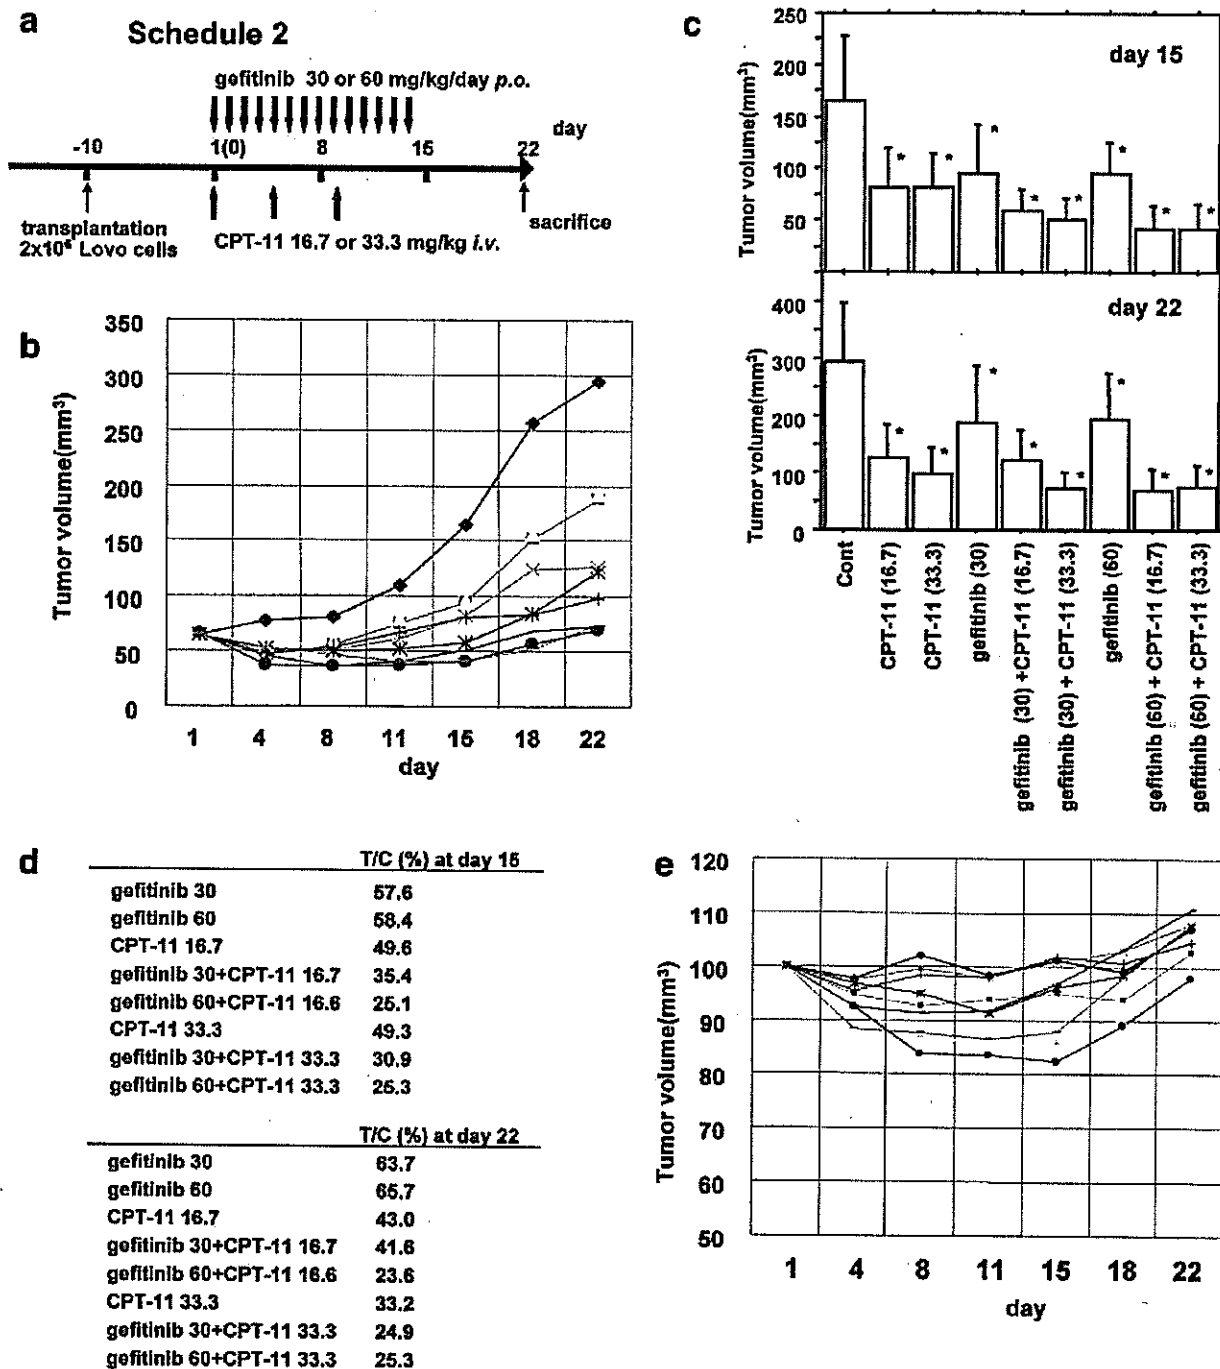 a
Schedule 2
gefitinib 30 or 60 mg/kg/day p.o.
day
-10
1(0)
8
15
22
transplantation
2x10⁶ Lovo cells
CPT-11 16.7 or 33.3 mg/kg i.v.
sacrifice
b
Tumor volume(mm³)
350
300
250
200
150
100
50
0
1 4 8 11 15 18 22
day
c
Tumor volume(mm³)
250
200
150
100
50
day 15
* * * * * * * *
Tumor volume(mm³)
400
300
200
100
0
day 22
* * * * * * * *
Cont
CPT-11 (16.7)
CPT-11 (33.3)
gefitinib (30)
gefitinib (30) +CPT-11 (16.7)
gefitinib (30) + CPT-11 (33.3)
gefitinib (60)
gefitinib (60) + CPT-11 (16.7)
gefitinib (60) + CPT-11 (33.3)
d
T/C (%) at day 15
gefitinib 30 57.6
gefitinib 60 58.4
CPT-11 16.7 49.6
gefitinib 30+CPT-11 16.7 35.4
gefitinib 60+CPT-11 16.6 25.1
CPT-11 33.3 49.3
gefitinib 30+CPT-11 33.3 30.9
gefitinib 60+CPT-11 33.3 25.3
T/C (%) at day 22
gefitinib 30 63.7
gefitinib 60 65.7
CPT-11 16.7 43.0
gefitinib 30+CPT-11 16.7 41.6
gefitinib 60+CPT-11 16.6 23.6
CPT-11 33.3 33.2
gefitinib 30+CPT-11 33.3 24.9
gefitinib 60+CPT-11 33.3 25.3
e
Tumor volume(mm³)
120
110
100
90
80
70
60
50
1 4 8 11 15 18 22
day